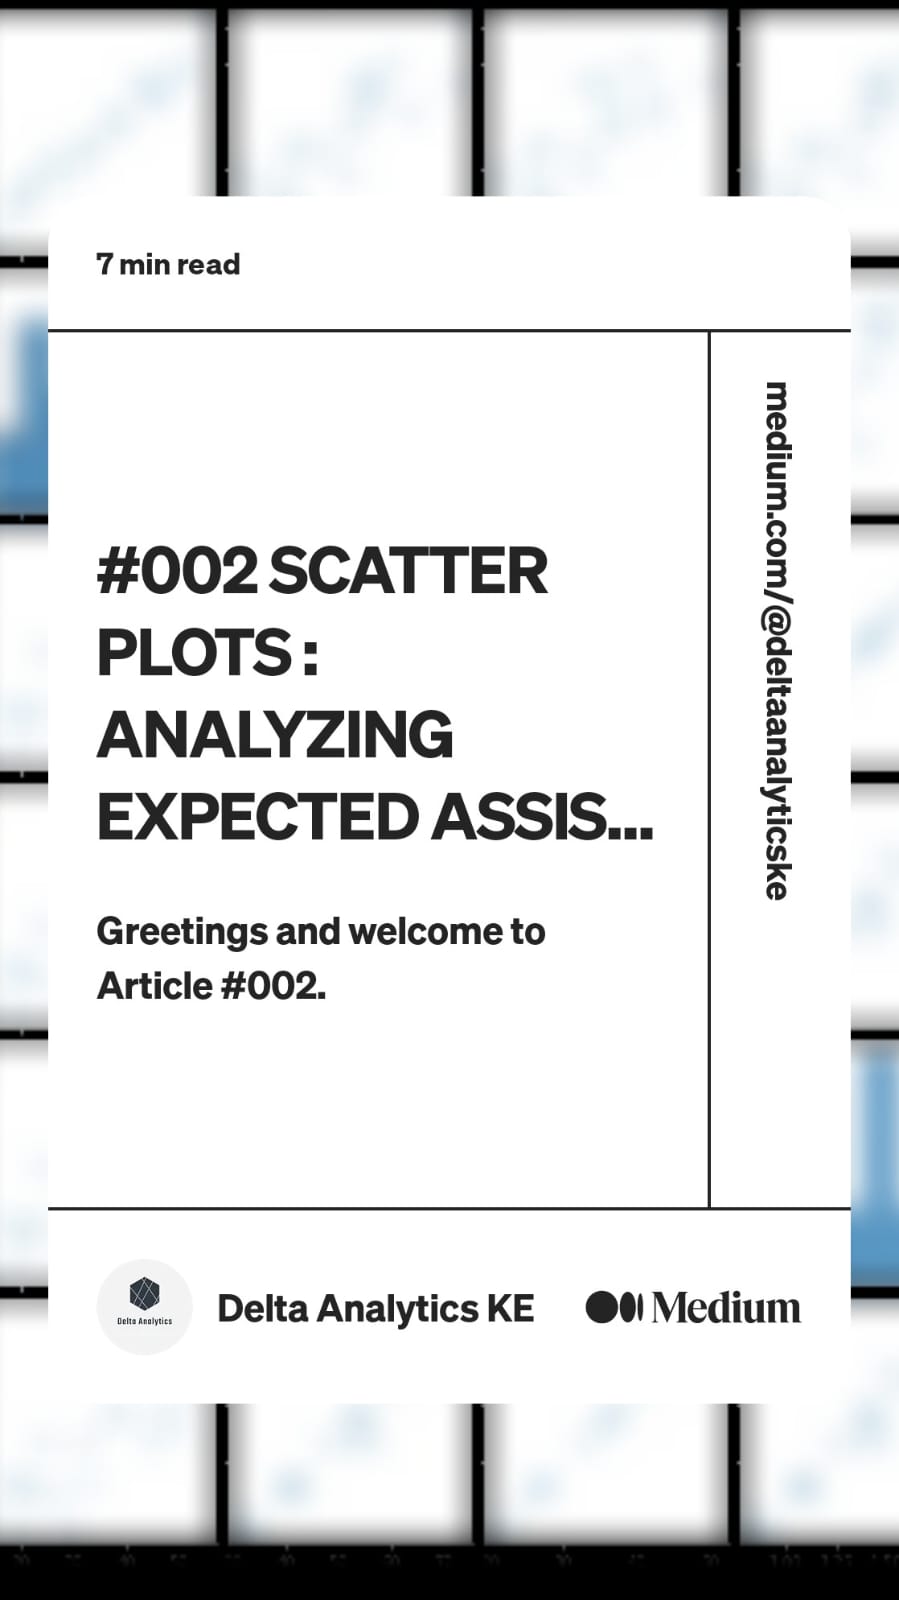 7 min read
#002 SCATTER
PLOTS :
ANALYZING
EXPECTED ASSIS...
Greetings and welcome to
Article #002.
medium.com/@deltaanalyticske
Delta Analytics
Delta Analytics KE
Medium